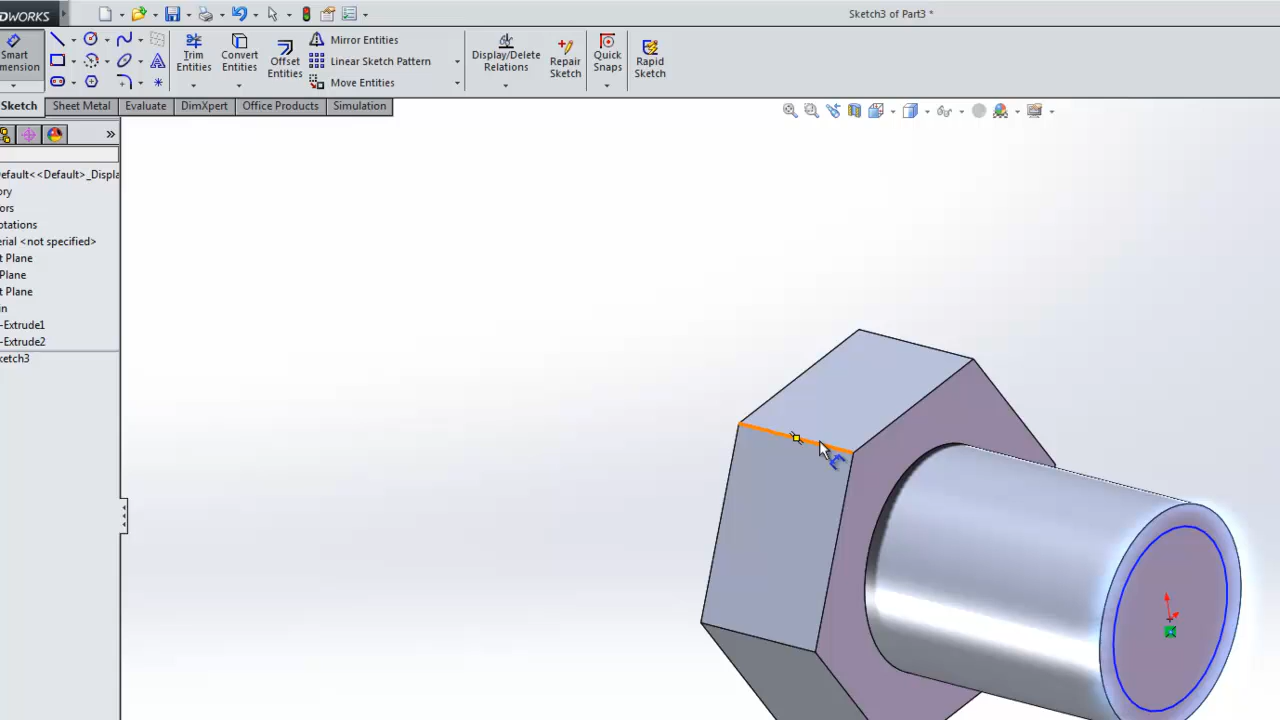 DWORKS
Sketch3 of Part3 *
Smart
mension
Trim
Entities
Convert
Entities
Offset
Entities
Mirror Entities
Linear Sketch Pattern
Move Entities
Display/Delete
Relations
Repair
Sketch
Quick
Snaps
Rapid
Sketch
Sketch
Sheet Metal
Evaluate
DimXpert
Office Products
Simulation
efault<<Default>_Displa
ory
ors
otations
erial <not specified>
t Plane
Plane
t Plane
in
-Extrude1
-Extrude2
ketch3